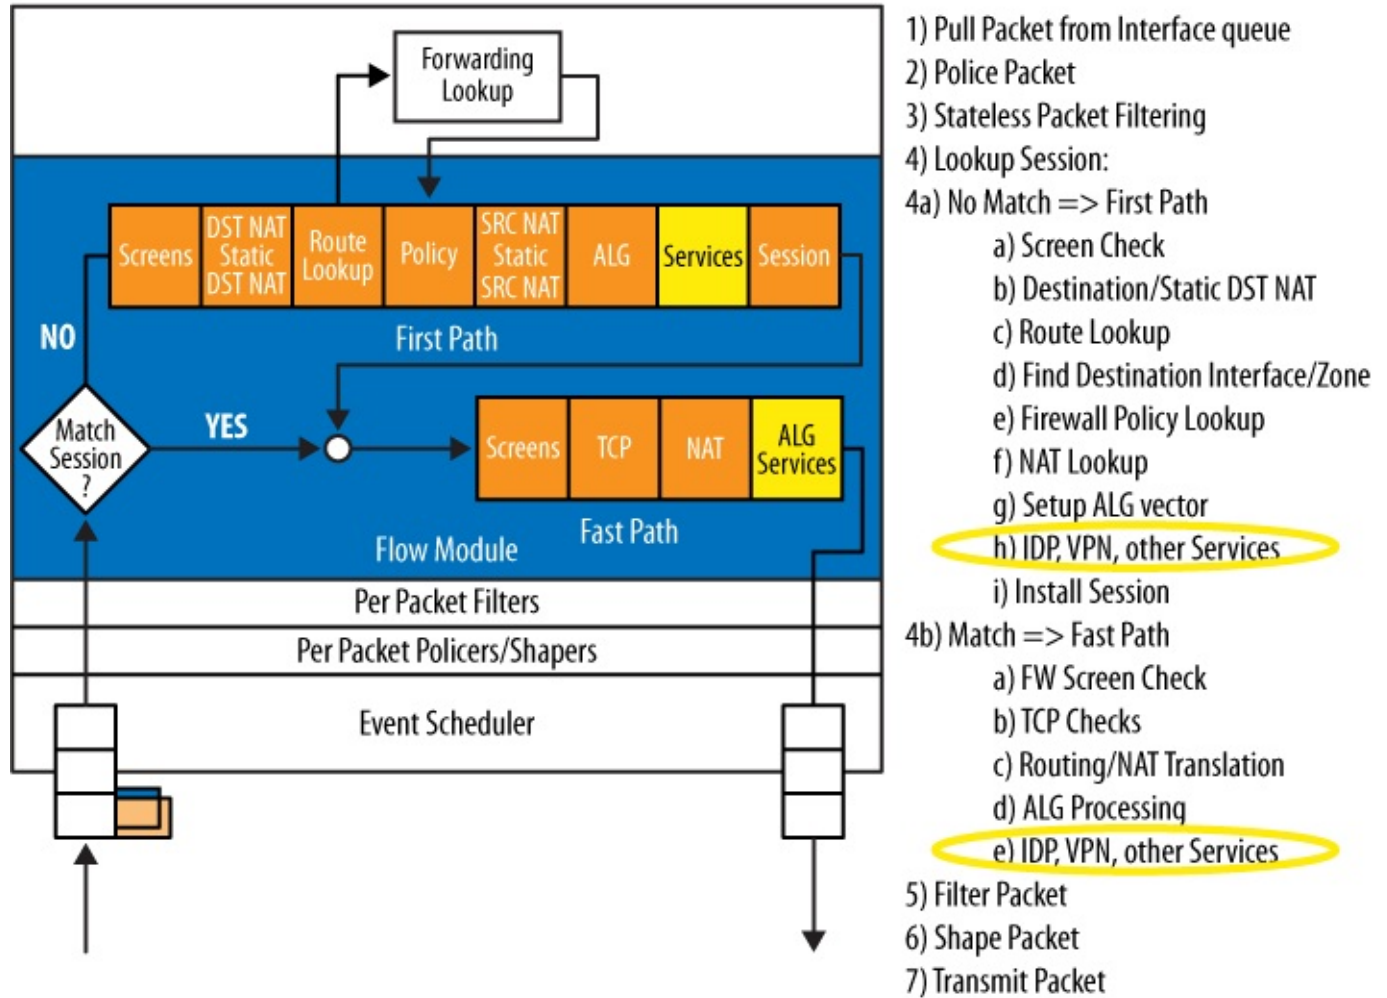 Forwarding
Lookup
Screens
DST NAT
Static
DST NAT
Route
Lookup
Policy
SRC NAT
Static
SRC NAT
ALG
Services
Session
First Path
NO
YES
Match
Session
?
Screens
TCP
NAT
ALG
Services
Fast Path
Flow Module
Per Packet Filters
Per Packet Policers/Shapers
Event Scheduler
1) Pull Packet from Interface queue
2) Police Packet
3) Stateless Packet Filtering
4) Lookup Session:
4a) No Match => First Path
a) Screen Check
b) Destination/Static DST NAT
c) Route Lookup
d) Find Destination Interface/Zone
e) Firewall Policy Lookup
f) NAT Lookup
g) Setup ALG vector
h) IDP, VPN, other Services
i) Install Session
4b) Match => Fast Path
a) FW Screen Check
b) TCP Checks
c) Routing/NAT Translation
d) ALG Processing
e) IDP, VPN, other Services
5) Filter Packet
6) Shape Packet
7) Transmit Packet